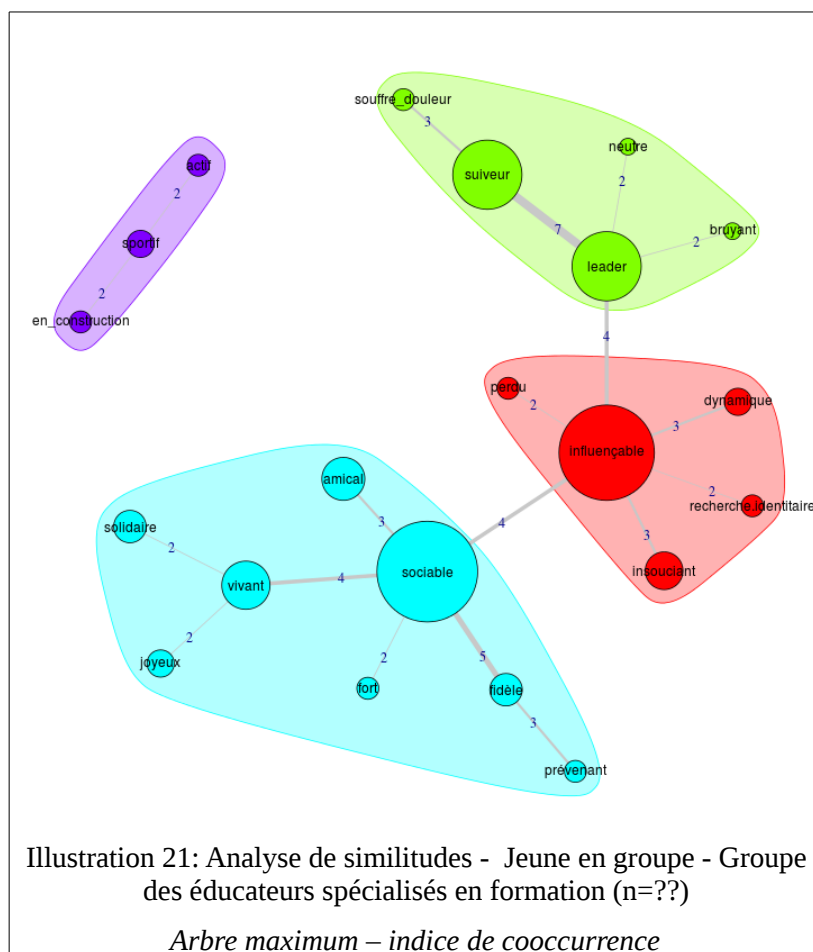 souffre_douleur
3
neutre
actif
2
suiveur
2
sportif
7
bruyant
2
leader
2
en_construction
4
perdu
2
dynamique
3
influençable
amical
2
recherche.identitaire
solidaire
3
4
3
2
sociable
insouciant
vivant
4
2
5
joyeux
2
fort
fidèle
3
prévenant
Illustration 21: Analyse de similitudes - Jeune en groupe - Groupe
des éducateurs spécialisés en formation (n=??)
Arbre maximum – indice de cooccurrence